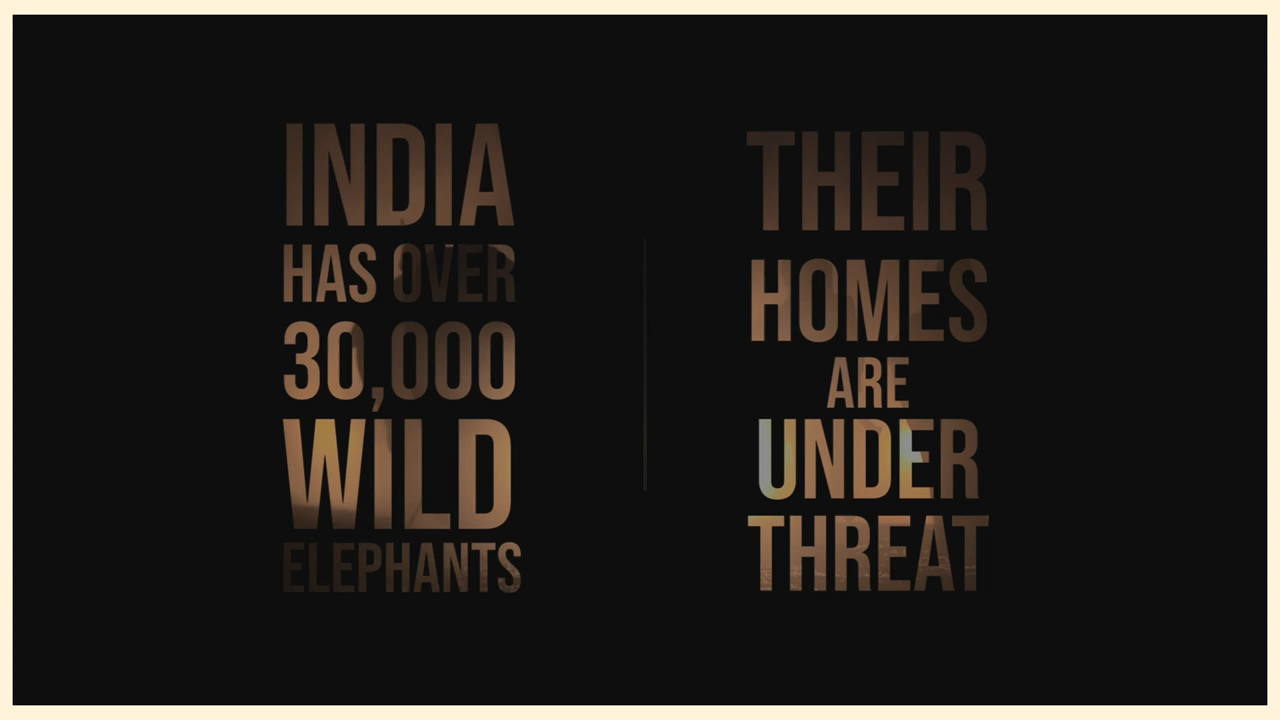 INDIA
HAS OVER
30,000
WILD
ELEPHANTS
THEIR
HOMES
ARE
UNDER
THREAT